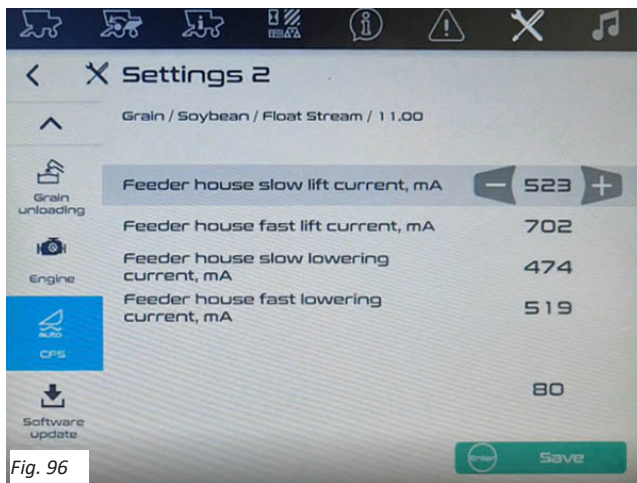 Settings 2
Grain / Soybean / Float Stream / 11.00
Feeder house slow lift current, mA
523
Feeder house fast lift current, mA
702
Feeder house slow lowering
current, mA
474
Feeder house fast lowering
current, mA
519
80
Grain
unloading
Engine
AUTO
CFS
Software
update
Enter
Save
Fig. 96